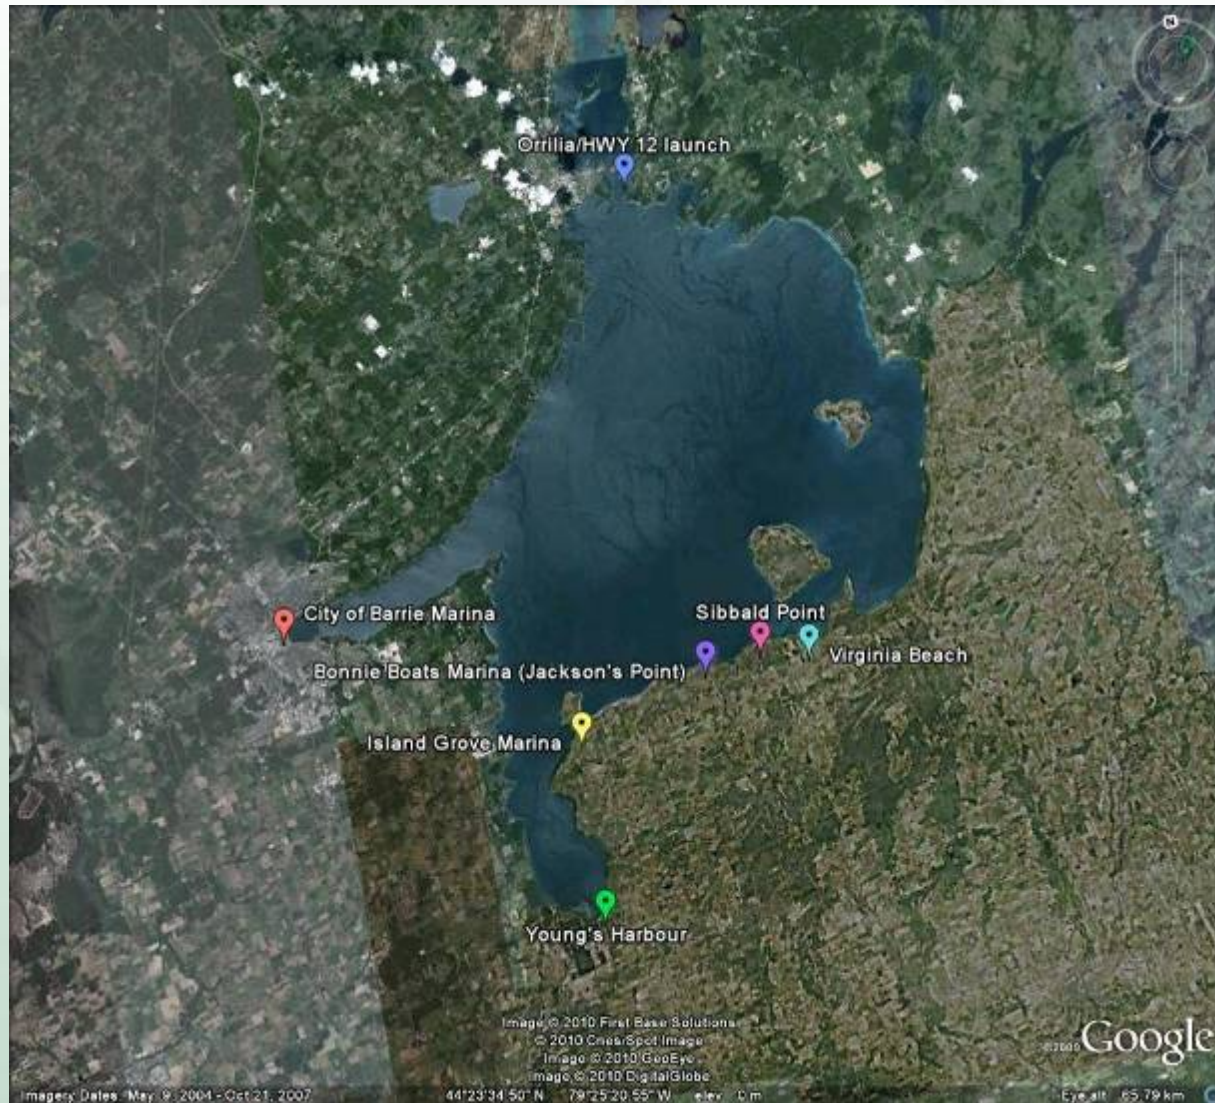 N
Orrilia/HWY 12 launch
City of Barrie Marina
Sibbald Point
Virginia Beach
Bonnie Boats Marina (Jackson's Point)
Island Grove Marina
Young's Harbour
Image © 2010 First Base Solutions
© 2010 Cnes/Spot Image
Image © 2010 GeoEye
Image © 2010 DigitalGlobe
©2009 Google
Imagery Dates: May 9, 2004 - Oct 21, 2007 44°23'34.50" N 79°25'20.55" W elev 0 m Eye alt 65.79 km